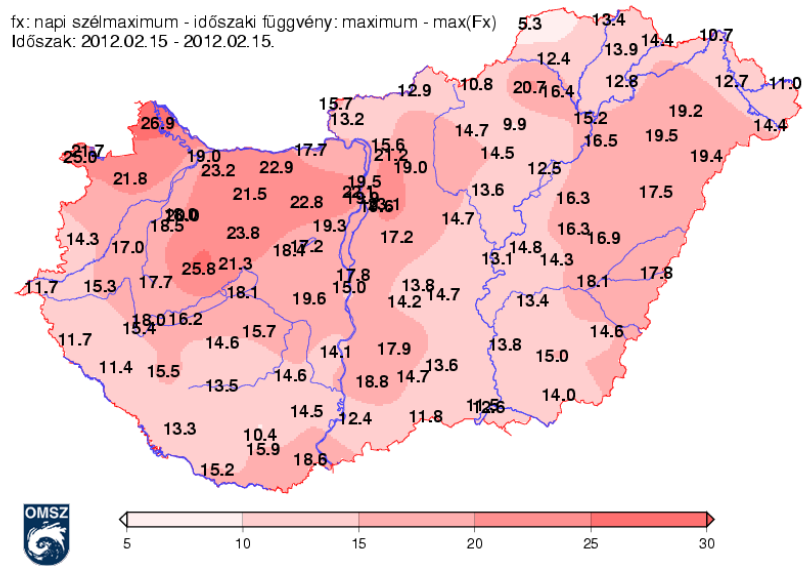 fx: napi szélmaximum - időszaki függvény: maximum - max(Fx)
Időszak: 2012.02.15 - 2012.02.15.
5.3 13.4
14.4 10.7
13.9
12.4
12.9 10.8 20.7 16.4 12.8 12.7 11.0
15.7 13.2 19.2
26.9 14.7 9.9 15.2 14.4
17.7 15.6 16.5 19.5
25.0 19.0 21.2 14.5 19.4
23.2 22.9 19.0 12.5
21.8 19.5
21.5 22.8 13.6 16.3 17.5
18.5 19.3 14.7 16.3
14.3 17.0 23.8 17.2 17.2 14.8 16.9
18.4
25.8 21.3 13.1 14.3
11.7 15.3 17.7 17.8 18.1 17.8
18.1 19.6 15.0 13.8 14.7 13.4
14.2
18.0 16.2 15.4 15.7 14.6
11.7 14.6 14.1 17.9 13.8 15.0
11.4 15.5 14.6 18.8 14.7 13.6
13.5 14.0
14.5 12.4 11.8 12.6
13.3 10.4
15.9
15.2 18.6
OMSZ
5 10 15 20 25 30